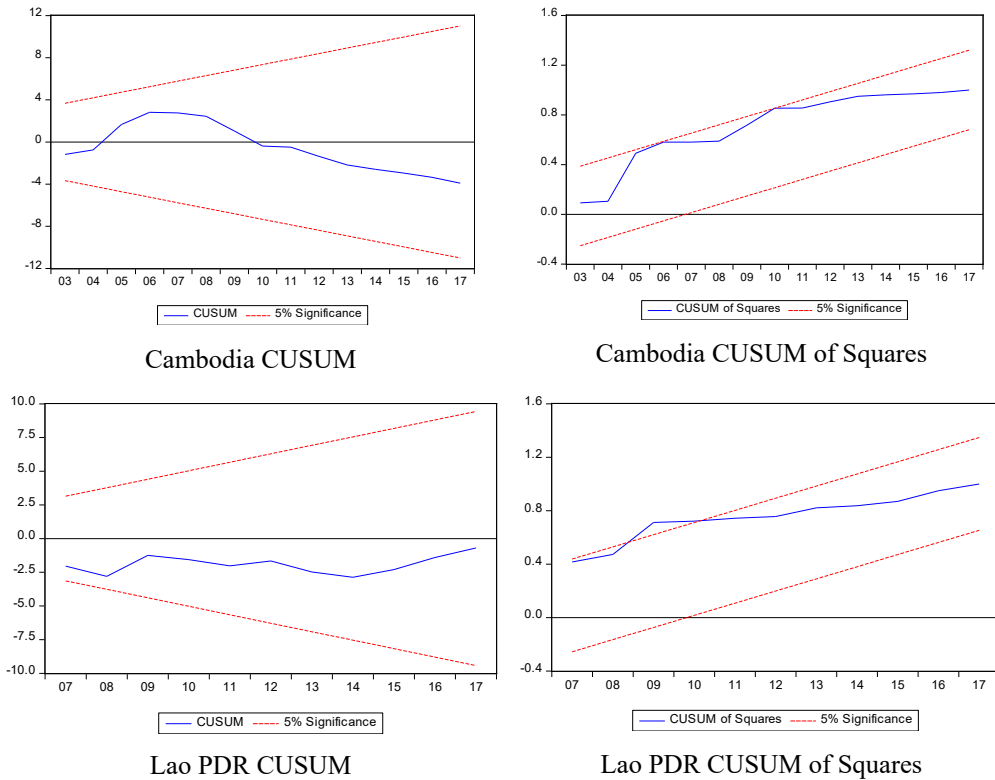 12
8
4
0
-4
-8
-12
03 04 05 06 07 08 09 10 11 12 13 14 15 16 17
CUSUM 5% Significance
Cambodia CUSUM
1.6
1.2
0.8
0.4
0.0
-0.4
03 04 05 06 07 08 09 10 11 12 13 14 15 16 17
CUSUM of Squares 5% Significance
Cambodia CUSUM of Squares
10.0
7.5
5.0
2.5
0.0
-2.5
-5.0
-7.5
-10.0
07 08 09 10 11 12 13 14 15 16 17
CUSUM 5% Significance
Lao PDR CUSUM
1.6
1.2
0.8
0.4
0.0
-0.4
07 08 09 10 11 12 13 14 15 16 17
CUSUM of Squares 5% Significance
Lao PDR CUSUM of Squares